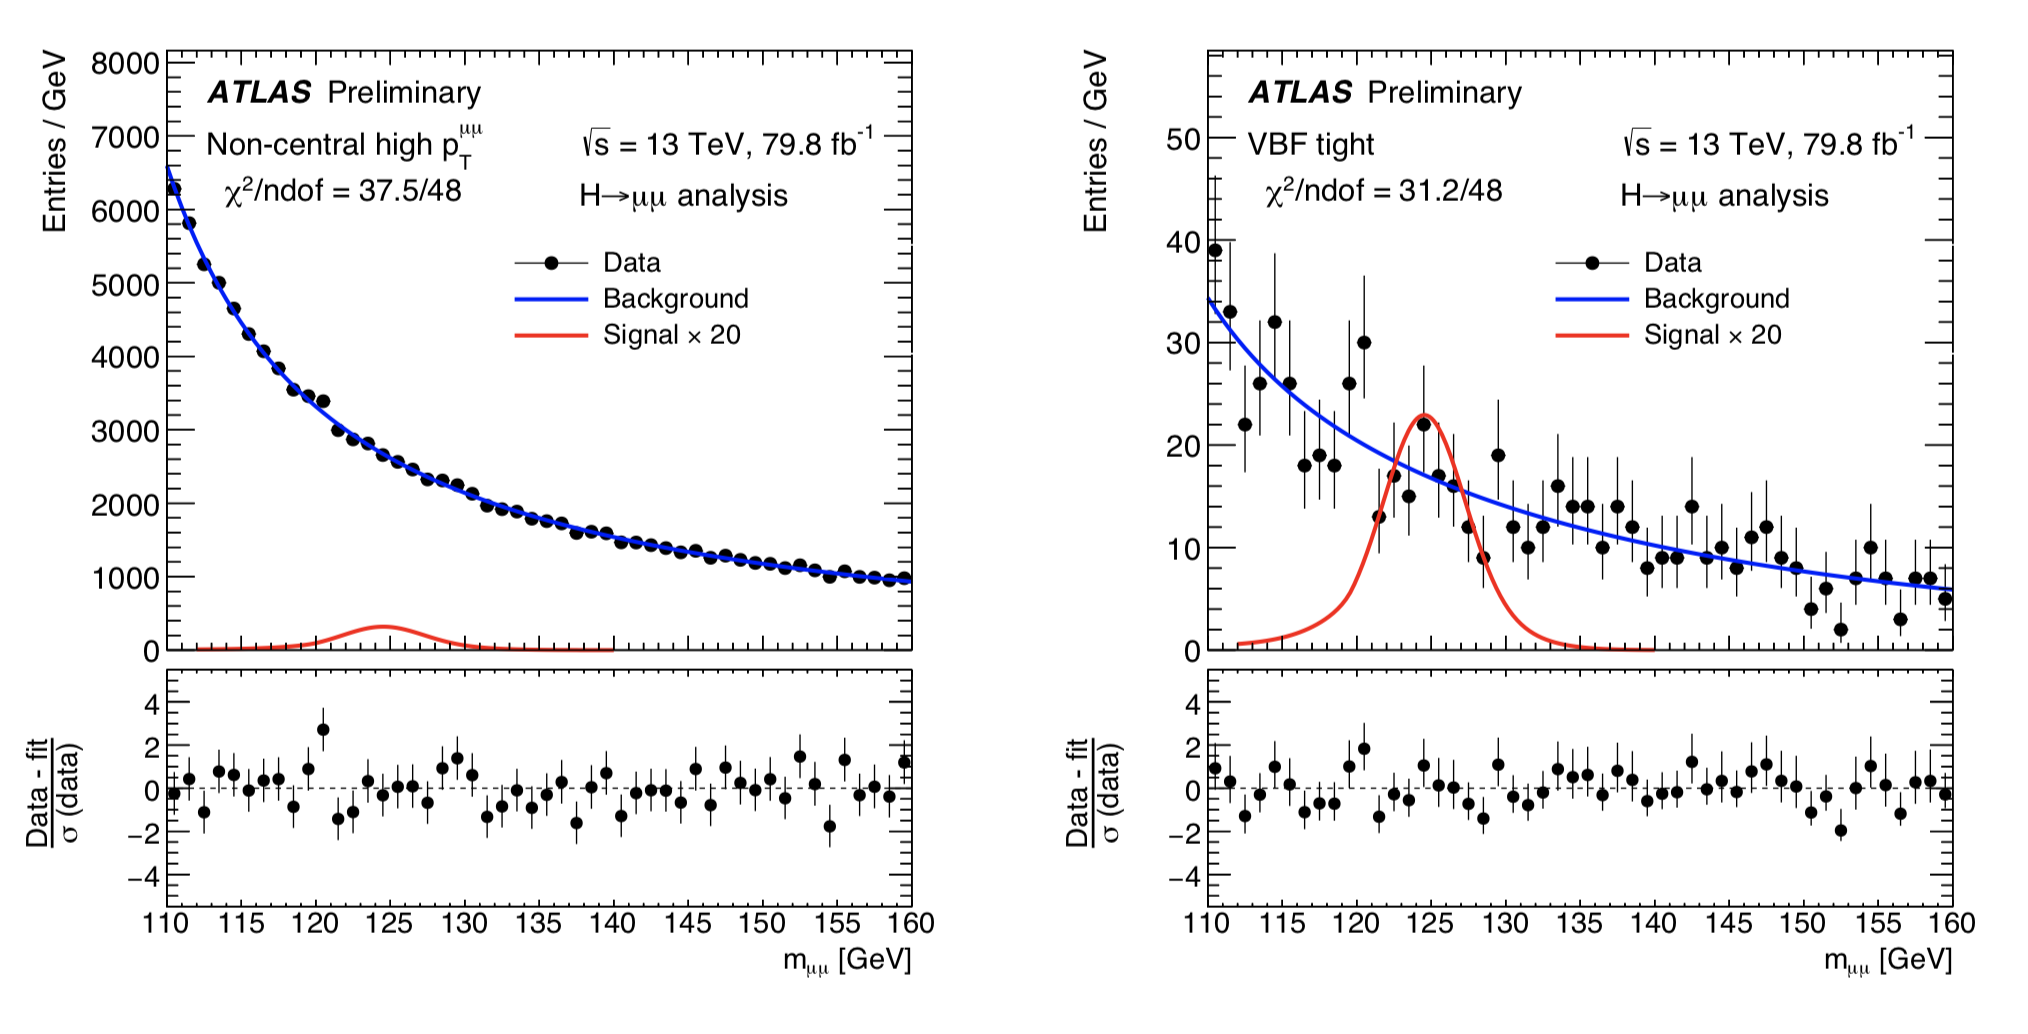 Entries / GeV
8000
7000
6000
5000
4000
3000
2000
1000
0
ATLAS Preliminary
Non-central high p_T^μμ
√s = 13 TeV, 79.8 fb⁻¹
χ²/ndof = 37.5/48
H→μμ analysis
Data
Background
Signal × 20
Data - fit
σ (data)
4
2
0
−2
−4
110 115 120 125 130 135 140 145 150 155 160
m_μμ [GeV]
Entries / GeV
50
40
30
20
10
0
ATLAS Preliminary
VBF tight
√s = 13 TeV, 79.8 fb⁻¹
χ²/ndof = 31.2/48
H→μμ analysis
Data
Background
Signal × 20
Data - fit
σ (data)
4
2
0
−2
−4
110 115 120 125 130 135 140 145 150 155 160
m_μμ [GeV]